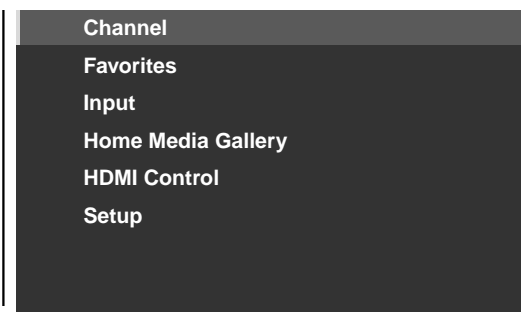 Channel
Favorites
Input
Home Media Gallery
HDMI Control
Setup